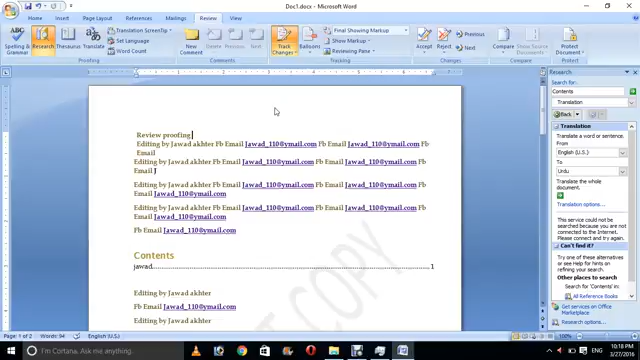 Doc1.docx - Microsoft Word
Home Insert Page Layout References Mailings Review View
Spelling & Grammar
Research
Thesaurus
Translate
Translation ScreenTip
Set Language
Word Count
Proofing
New Comment
Delete
Previous
Next
Comments
Track Changes
Balloons
Final Showing Markup
Show Markup
Reviewing Pane
Tracking
Accept
Reject
Previous
Next
Changes
Compare
Compare
Protect Document
Protect
Review proofing
Editing by Jawad akhter Fb Email Jawad_110@ymail.com Fb Email Jawad_110@ymail.com Fb
Email
Editing by Jawad akhter Fb Email Jawad_110@ymail.com Fb Email Jawad_110@ymail.com Fb
Email J
Editing by Jawad akhter Fb Email Jawad_110@ymail.com Fb Email Jawad_110@ymail.com Fb
Email Jawad_110@ymail.com
Editing by Jawad akhter Fb Email Jawad_110@ymail.com Fb Email Jawad_110@ymail.com Fb
Email Jawad_110@ymail.com
Fb Email Jawad_110@ymail.com
Contents
jawad 1
Editing by Jawad akhter
Fb Email Jawad_110@ymail.com
Editing by Jawad akhter
COPY
Research
Search for:
Contents
Translation
Back
Translation
Translate a word or sentence.
From
English (U.S.)
To
Urdu
Translate the whole
document.
Translation options...
This service could not be
reached because you are
not connected to the
Internet. Please connect
and try again.
Can't find it?
Try one of these alternatives
or see Help for hints on
refining your search.
Other places to search
Search for 'Contents' in:
All Reference Books
Get services on Office
Marketplace
Research options...
Page: 1 of 2 Words: 94 English (U.S.)
I'm Cortana. Ask me anything.
10:18 PM
3/27/2016